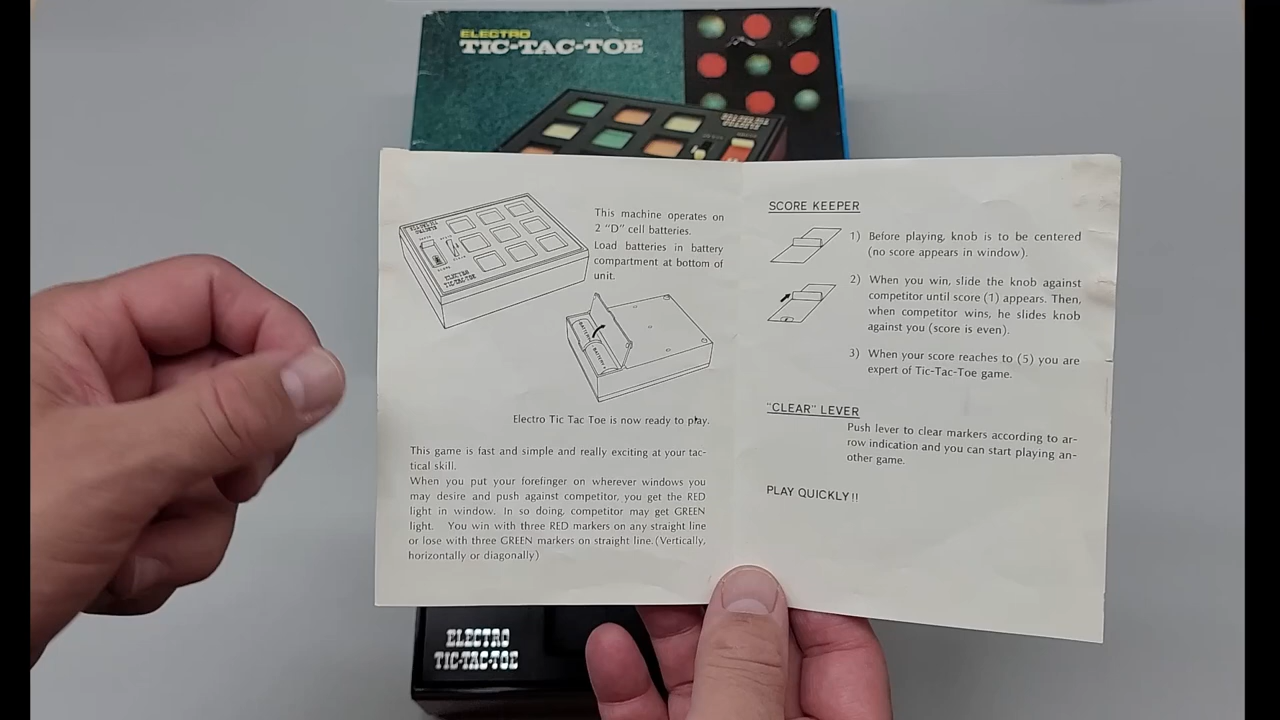 ELECTRO
TIC-TAC-TOE
This machine operates on
2 "D" cell batteries.
Load batteries in battery
compartment at bottom of
unit.
ELECTRO
TIC-TAC-TOE
BATTERY
BATTERY
Electro Tic Tac Toe is now ready to play.
This game is fast and simple and really exciting at your tac-
tical skill.
When you put your forefinger on wherever windows you
may desire and push against competitor, you get the RED
light in window. In so doing, competitor may get GREEN
light. You win with three RED markers on any straight line
or lose with three GREEN markers on straight line.(Vertically,
horizontally or diagonally)
SCORE KEEPER
1) Before playing, knob is to be centered
(no score appears in window).
2) When you win, slide the knob against
competitor until score (1) appears. Then,
when competitor wins, he slides knob
against you (score is even).
3) When your score reaches to (5) you are
expert of Tic-Tac-Toe game.
"CLEAR" LEVER
Push lever to clear markers according to ar-
row indication and you can start playing an-
other game.
PLAY QUICKLY!!
ELECTRO
TIC-TAC-TOE